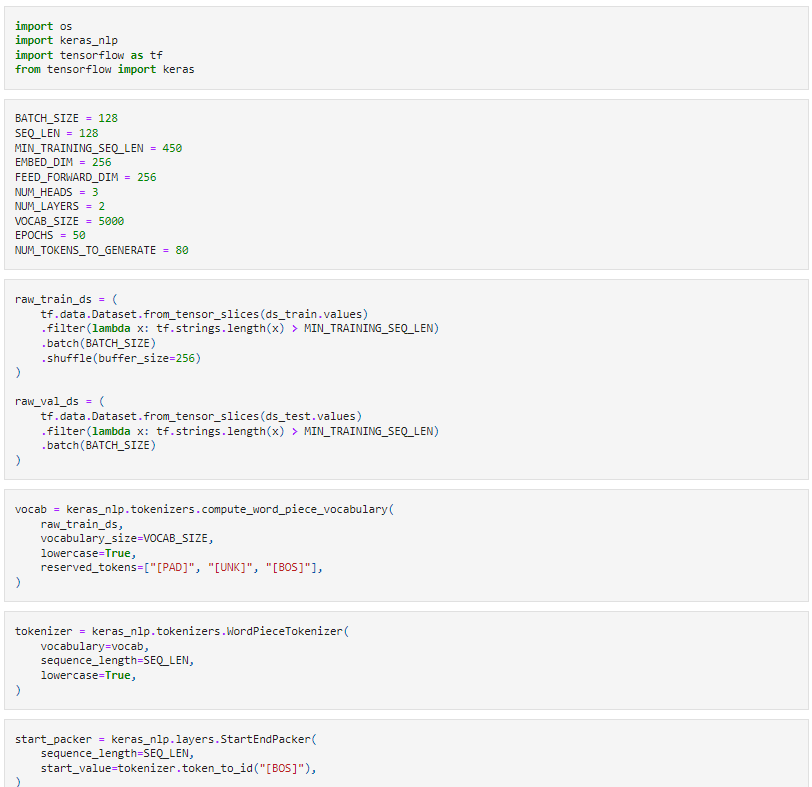 import os
import keras_nlp
import tensorflow as tf
from tensorflow import keras
BATCH_SIZE = 128
SEQ_LEN = 128
MIN_TRAINING_SEQ_LEN = 450
EMBED_DIM = 256
FEED_FORWARD_DIM = 256
NUM_HEADS = 3
NUM_LAYERS = 2
VOCAB_SIZE = 5000
EPOCHS = 50
NUM_TOKENS_TO_GENERATE = 80
raw_train_ds = (
    tf.data.Dataset.from_tensor_slices(ds_train.values)
    .filter(lambda x: tf.strings.length(x) > MIN_TRAINING_SEQ_LEN)
    .batch(BATCH_SIZE)
    .shuffle(buffer_size=256)
)
raw_val_ds = (
    tf.data.Dataset.from_tensor_slices(ds_test.values)
    .filter(lambda x: tf.strings.length(x) > MIN_TRAINING_SEQ_LEN)
    .batch(BATCH_SIZE)
)
vocab = keras_nlp.tokenizers.compute_word_piece_vocabulary(
    raw_train_ds,
    vocabulary_size=VOCAB_SIZE,
    lowercase=True,
    reserved_tokens=["[PAD]", "[UNK]", "[BOS]"],
)
tokenizer = keras_nlp.tokenizers.WordPieceTokenizer(
    vocabulary=vocab,
    sequence_length=SEQ_LEN,
    lowercase=True,
)
start_packer = keras_nlp.layers.StartEndPacker(
    sequence_length=SEQ_LEN,
    start_value=tokenizer.token_to_id("[BOS]"),
)